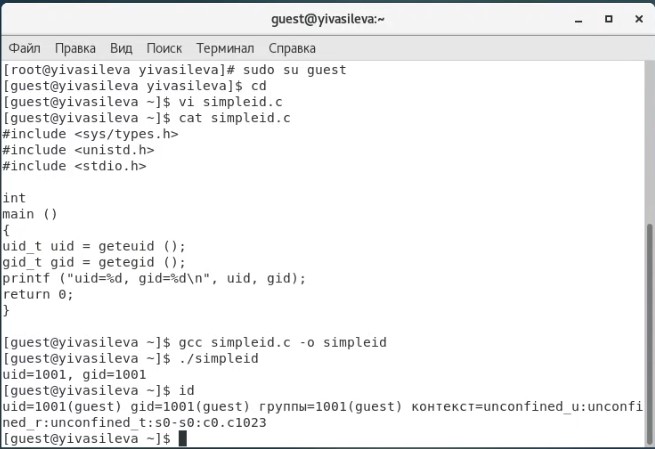 guest@yivasileva:~
Файл Правка Вид Поиск Терминал Справка
[root@yivasileva yivasileva]# sudo su guest
[guest@yivasileva yivasileva]$ cd
[guest@yivasileva ~]$ vi simpleid.c
[guest@yivasileva ~]$ cat simpleid.c
#include <sys/types.h>
#include <unistd.h>
#include <stdio.h>

int
main ()
{
uid_t uid = geteuid ();
gid_t gid = getegid ();
printf ("uid=%d, gid=%d\n", uid, gid);
return 0;
}

[guest@yivasileva ~]$ gcc simpleid.c -o simpleid
[guest@yivasileva ~]$ ./simpleid
uid=1001, gid=1001
[guest@yivasileva ~]$ id
uid=1001(guest) gid=1001(guest) группы=1001(guest) контекст=unconfined_u:unconfi
ned_r:unconfined_t:s0-s0:c0.c1023
[guest@yivasileva ~]$